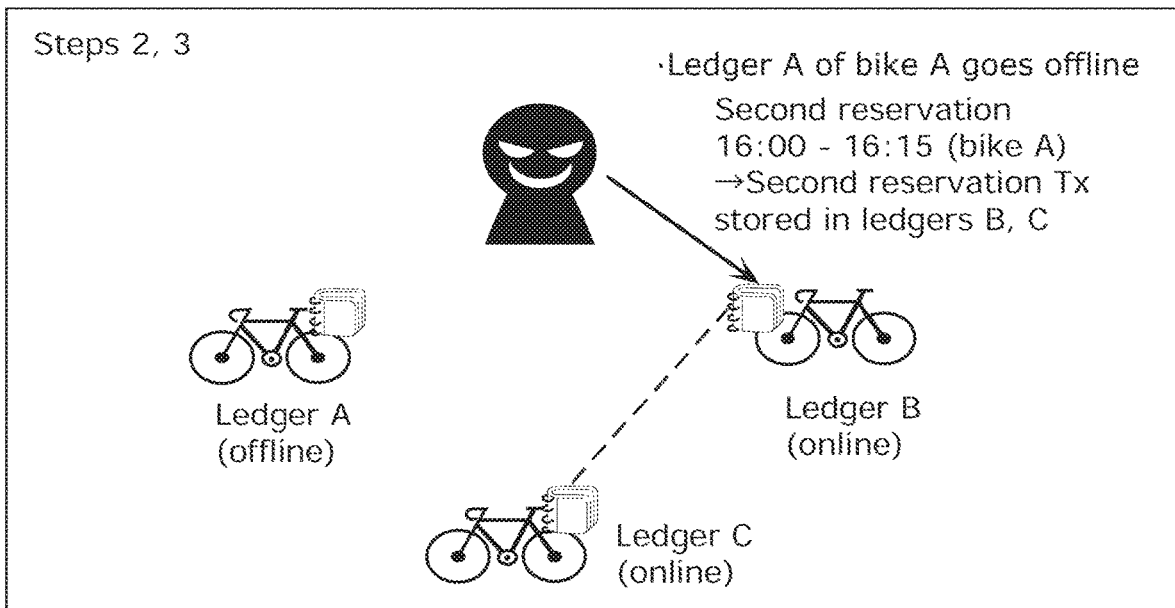 Steps 2, 3
·Ledger A of bike A goes offline
Second reservation
16:00 - 16:15 (bike A)
→Second reservation Tx
stored in ledgers B, C
Ledger A
(offline)
Ledger B
(online)
Ledger C
(online)